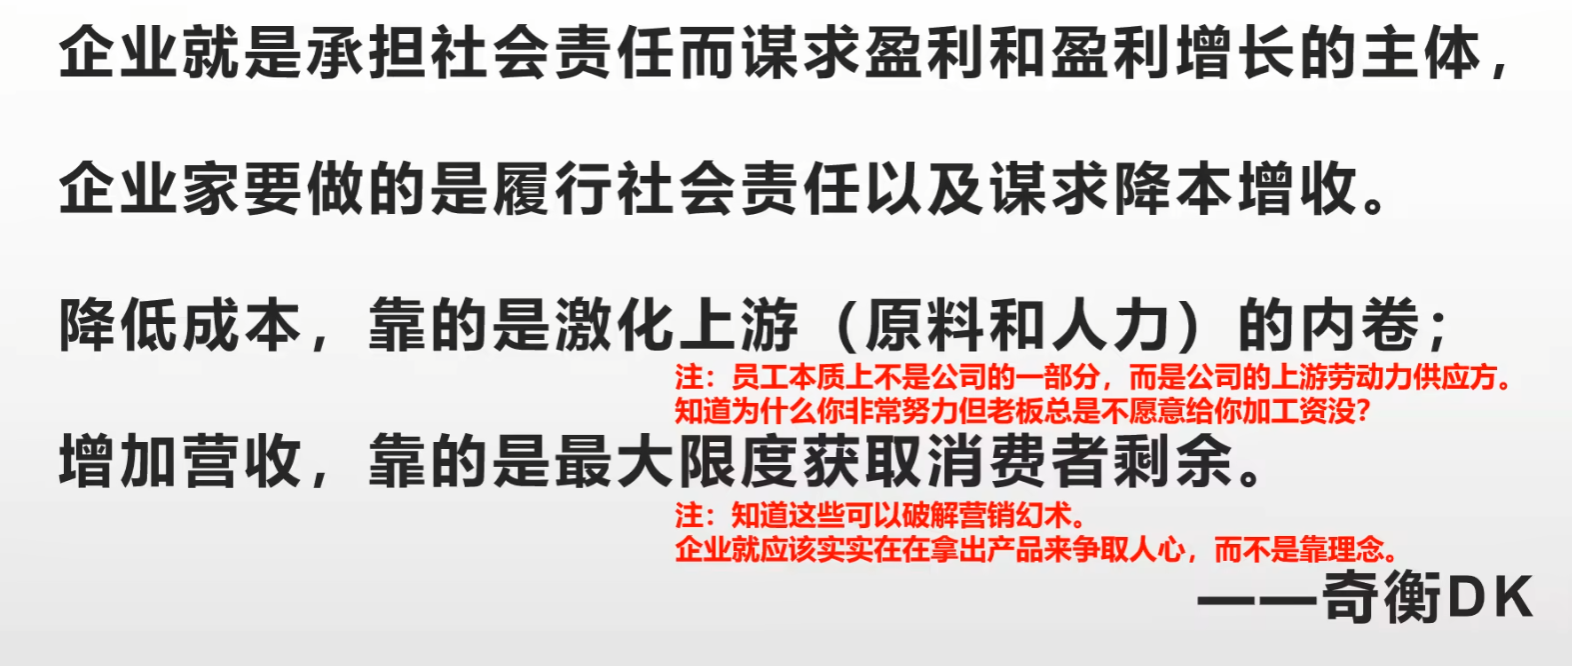 企业就是承担社会责任而谋求盈利和盈利增长的主体，
企业家要做的是履行社会责任以及谋求降本增收。
降低成本，靠的是激化上游（原料和人力）的内卷；
注：员工本质上不是公司的一部分，而是公司的上游劳动力供应方。
知道为什么你非常努力但老板总是不愿意给你加工资没？
增加营收，靠的是最大限度获取消费者剩余。
注：知道这些可以破解营销幻术。
企业就应该实实在在拿出产品来争取人心，而不是靠理念。
——奇衡DK